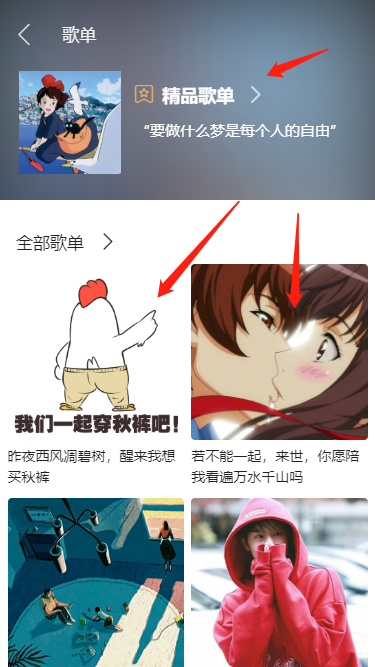 歌单
精品歌单
“要做什么梦是每个人的自由”
全部歌单
我们一起穿秋裤吧！
昨夜西风凋碧树，醒来我想
买秋裤
若不能一起，来世，你愿陪
我看遍万水千山吗